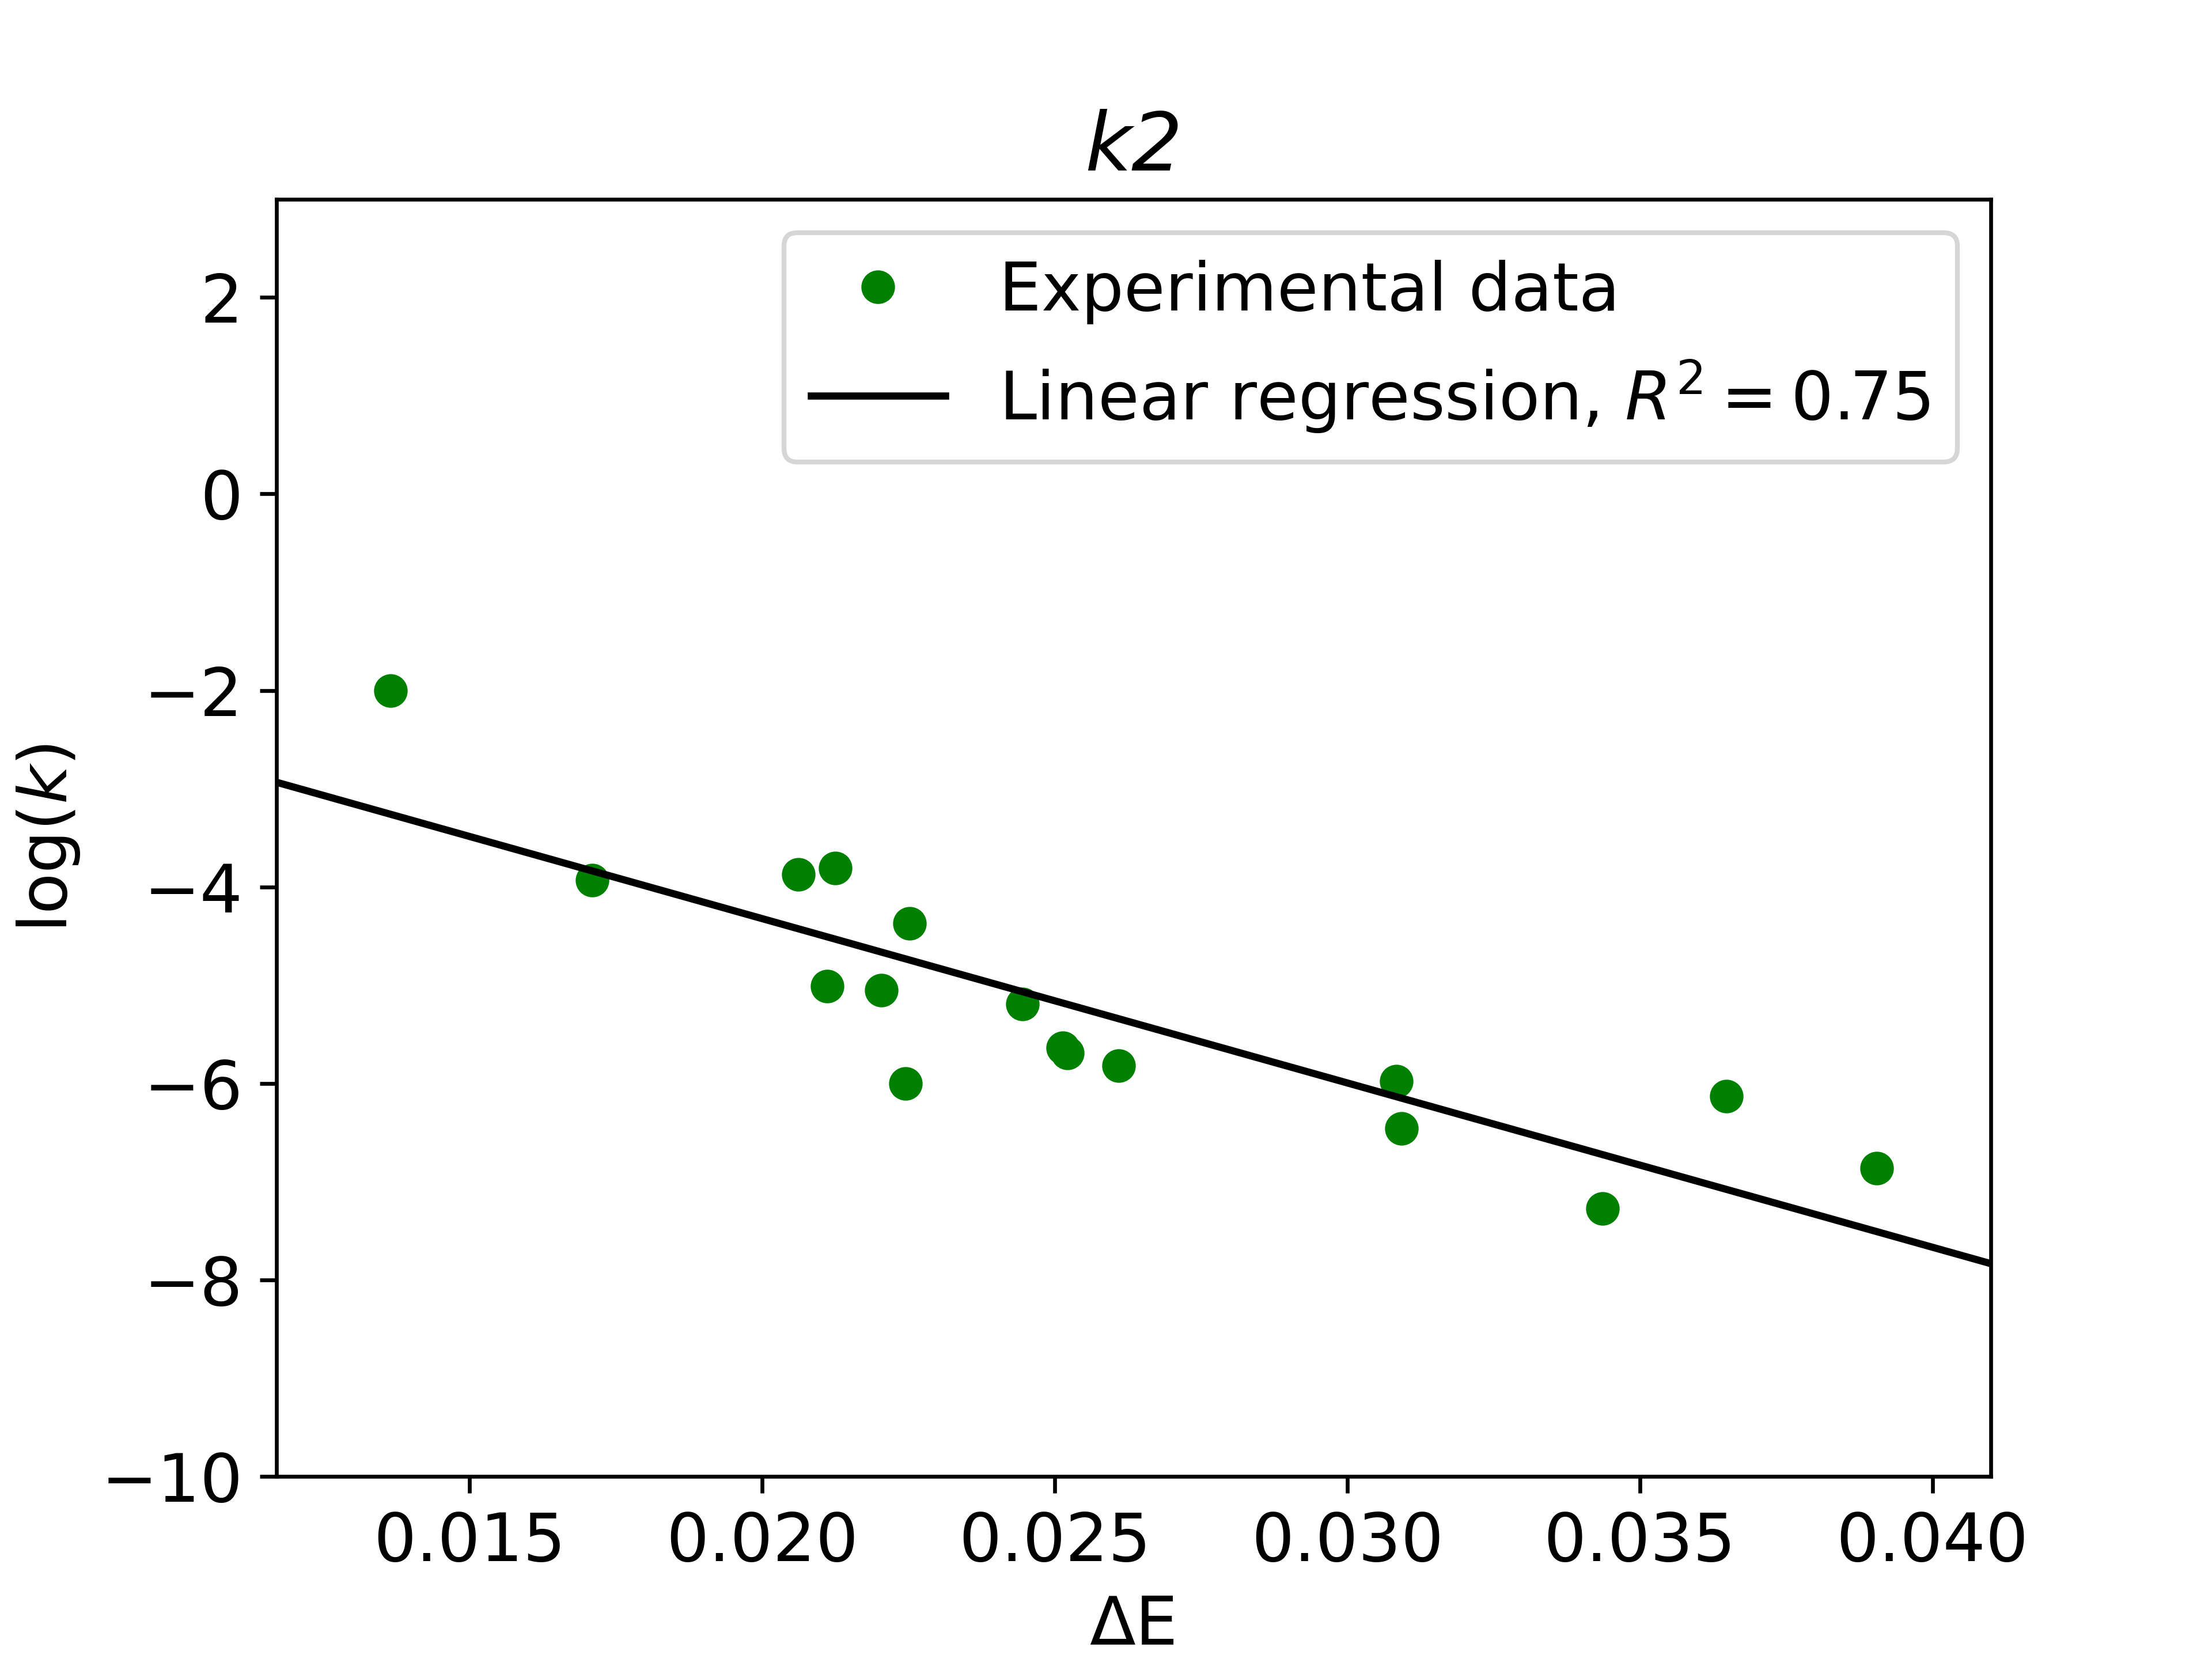 k2
Experimental data
Linear regression, R² = 0.75
2
0
−2
−4
−6
−8
−10
log(k)
0.015 0.020 0.025 0.030 0.035 0.040
ΔE